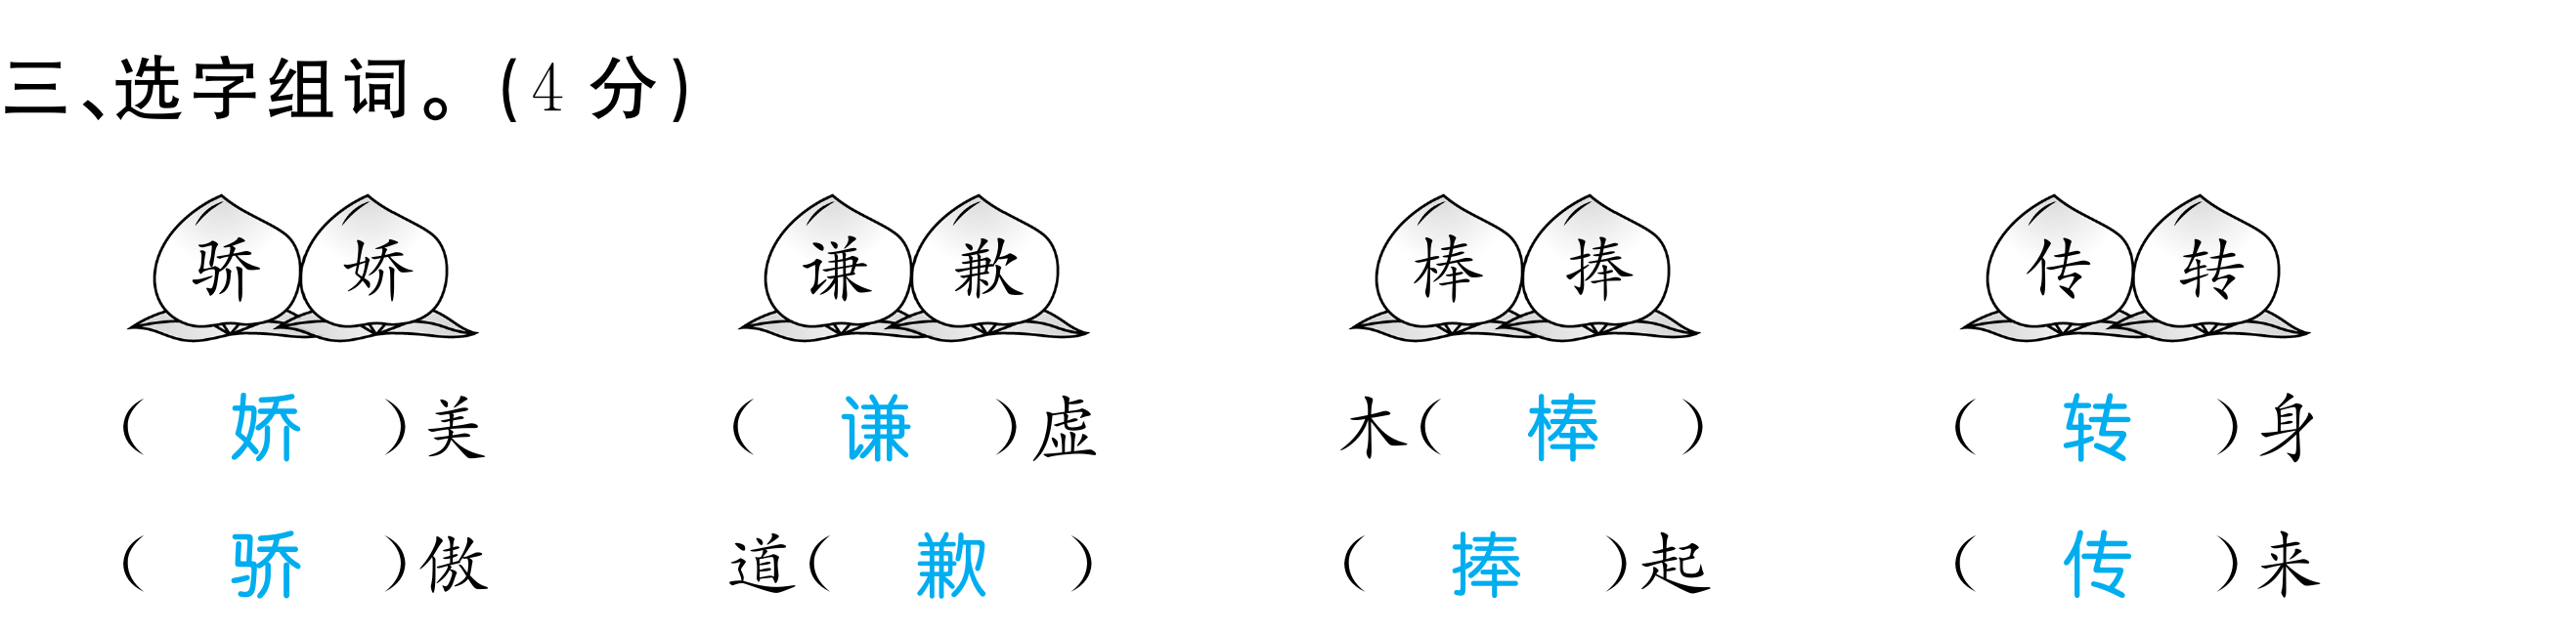 三、选字组词。(4 分)
骄 娇 谦 歉 棒 捧 传 转
( 娇 )美 ( 谦 )虚 木( 棒 ) ( 转 )身
( 骄 )傲 道( 歉 ) ( 捧 )起 ( 传 )来